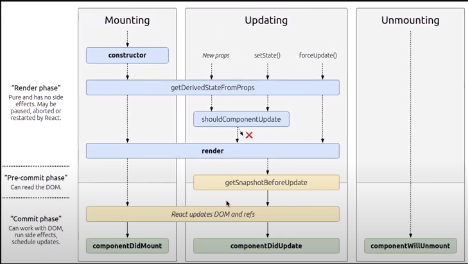 Mounting
Updating
Unmounting
constructor
New props
setState()
forceUpdate()
"Render phase"
Pure and has no side
effects. May be
paused, aborted or
restarted by React.
getDerivedStateFromProps
shouldComponentUpdate
render
"Pre-commit phase"
Can read the DOM.
getSnapshotBeforeUpdate
"Commit phase"
Can work with DOM,
run side effects,
schedule updates.
React updates DOM and refs
componentDidMount
componentDidUpdate
componentWillUnmount